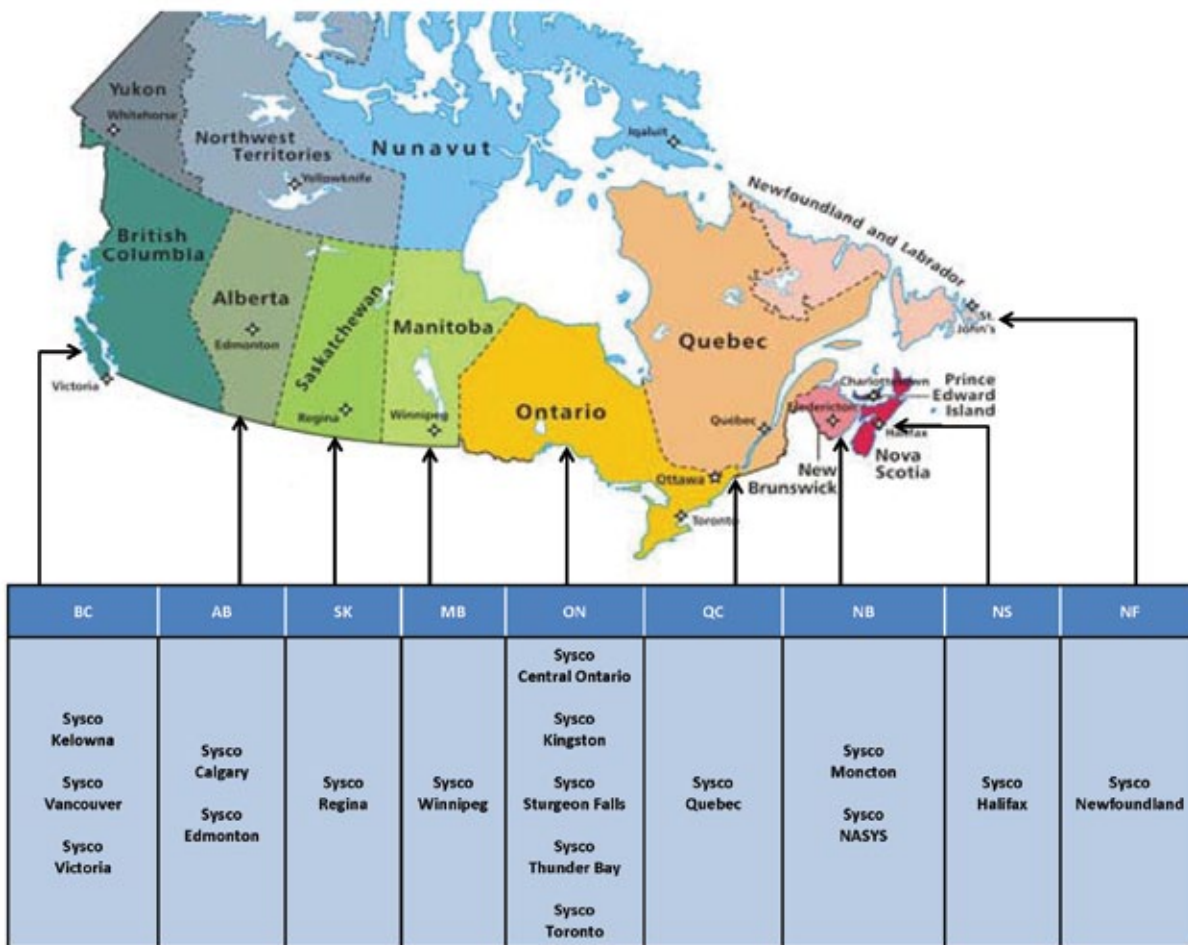 Yukon
Whitehorse
Northwest
Territories
Yellowknife
Nunavut
Iqaluit
Newfoundland and Labrador
British
Columbia
Alberta
Edmonton
Saskatchewan
Regina
Manitoba
Winnipeg
Ontario
Ottawa
Toronto
Quebec
Québec
Victoria
St.
John's
Charlottetown
Prince
Edward
Island
Fredericton
Halifax
Nova
Scotia
New
Brunswick
BC
AB
SK
MB
ON
QC
NB
NS
NF
Sysco
Kelowna
Sysco
Vancouver
Sysco
Victoria
Sysco
Calgary
Sysco
Edmonton
Sysco
Regina
Sysco
Winnipeg
Sysco
Central Ontario
Sysco
Kingston
Sysco
Sturgeon Falls
Sysco
Thunder Bay
Sysco
Toronto
Sysco
Quebec
Sysco
Moncton
Sysco
NASYS
Sysco
Halifax
Sysco
Newfoundland